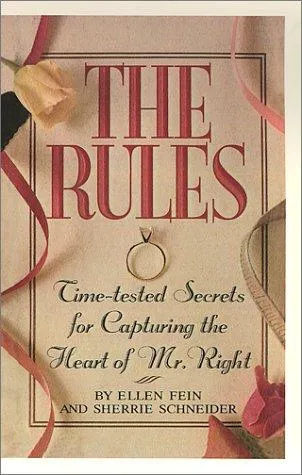 THE
RULES
Time-tested Secrets
for Capturing the
Heart of Mr. Right
BY ELLEN FEIN
AND SHERRIE SCHNEIDER